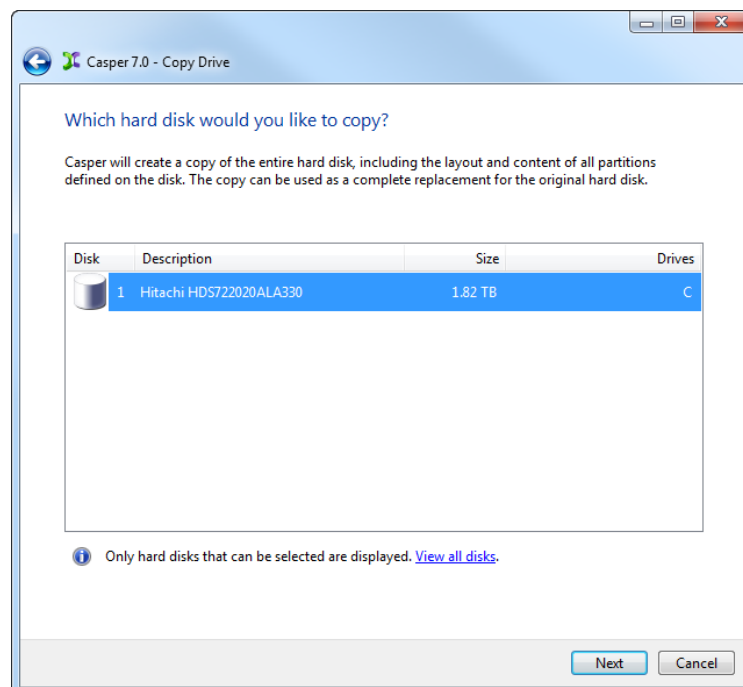 Casper 7.0 - Copy Drive
Which hard disk would you like to copy?
Casper will create a copy of the entire hard disk, including the layout and content of all partitions
defined on the disk. The copy can be used as a complete replacement for the original hard disk.
Disk Description Size Drives
1 Hitachi HDS722020ALA330 1.82 TB C
Only hard disks that can be selected are displayed. View all disks.
Next Cancel